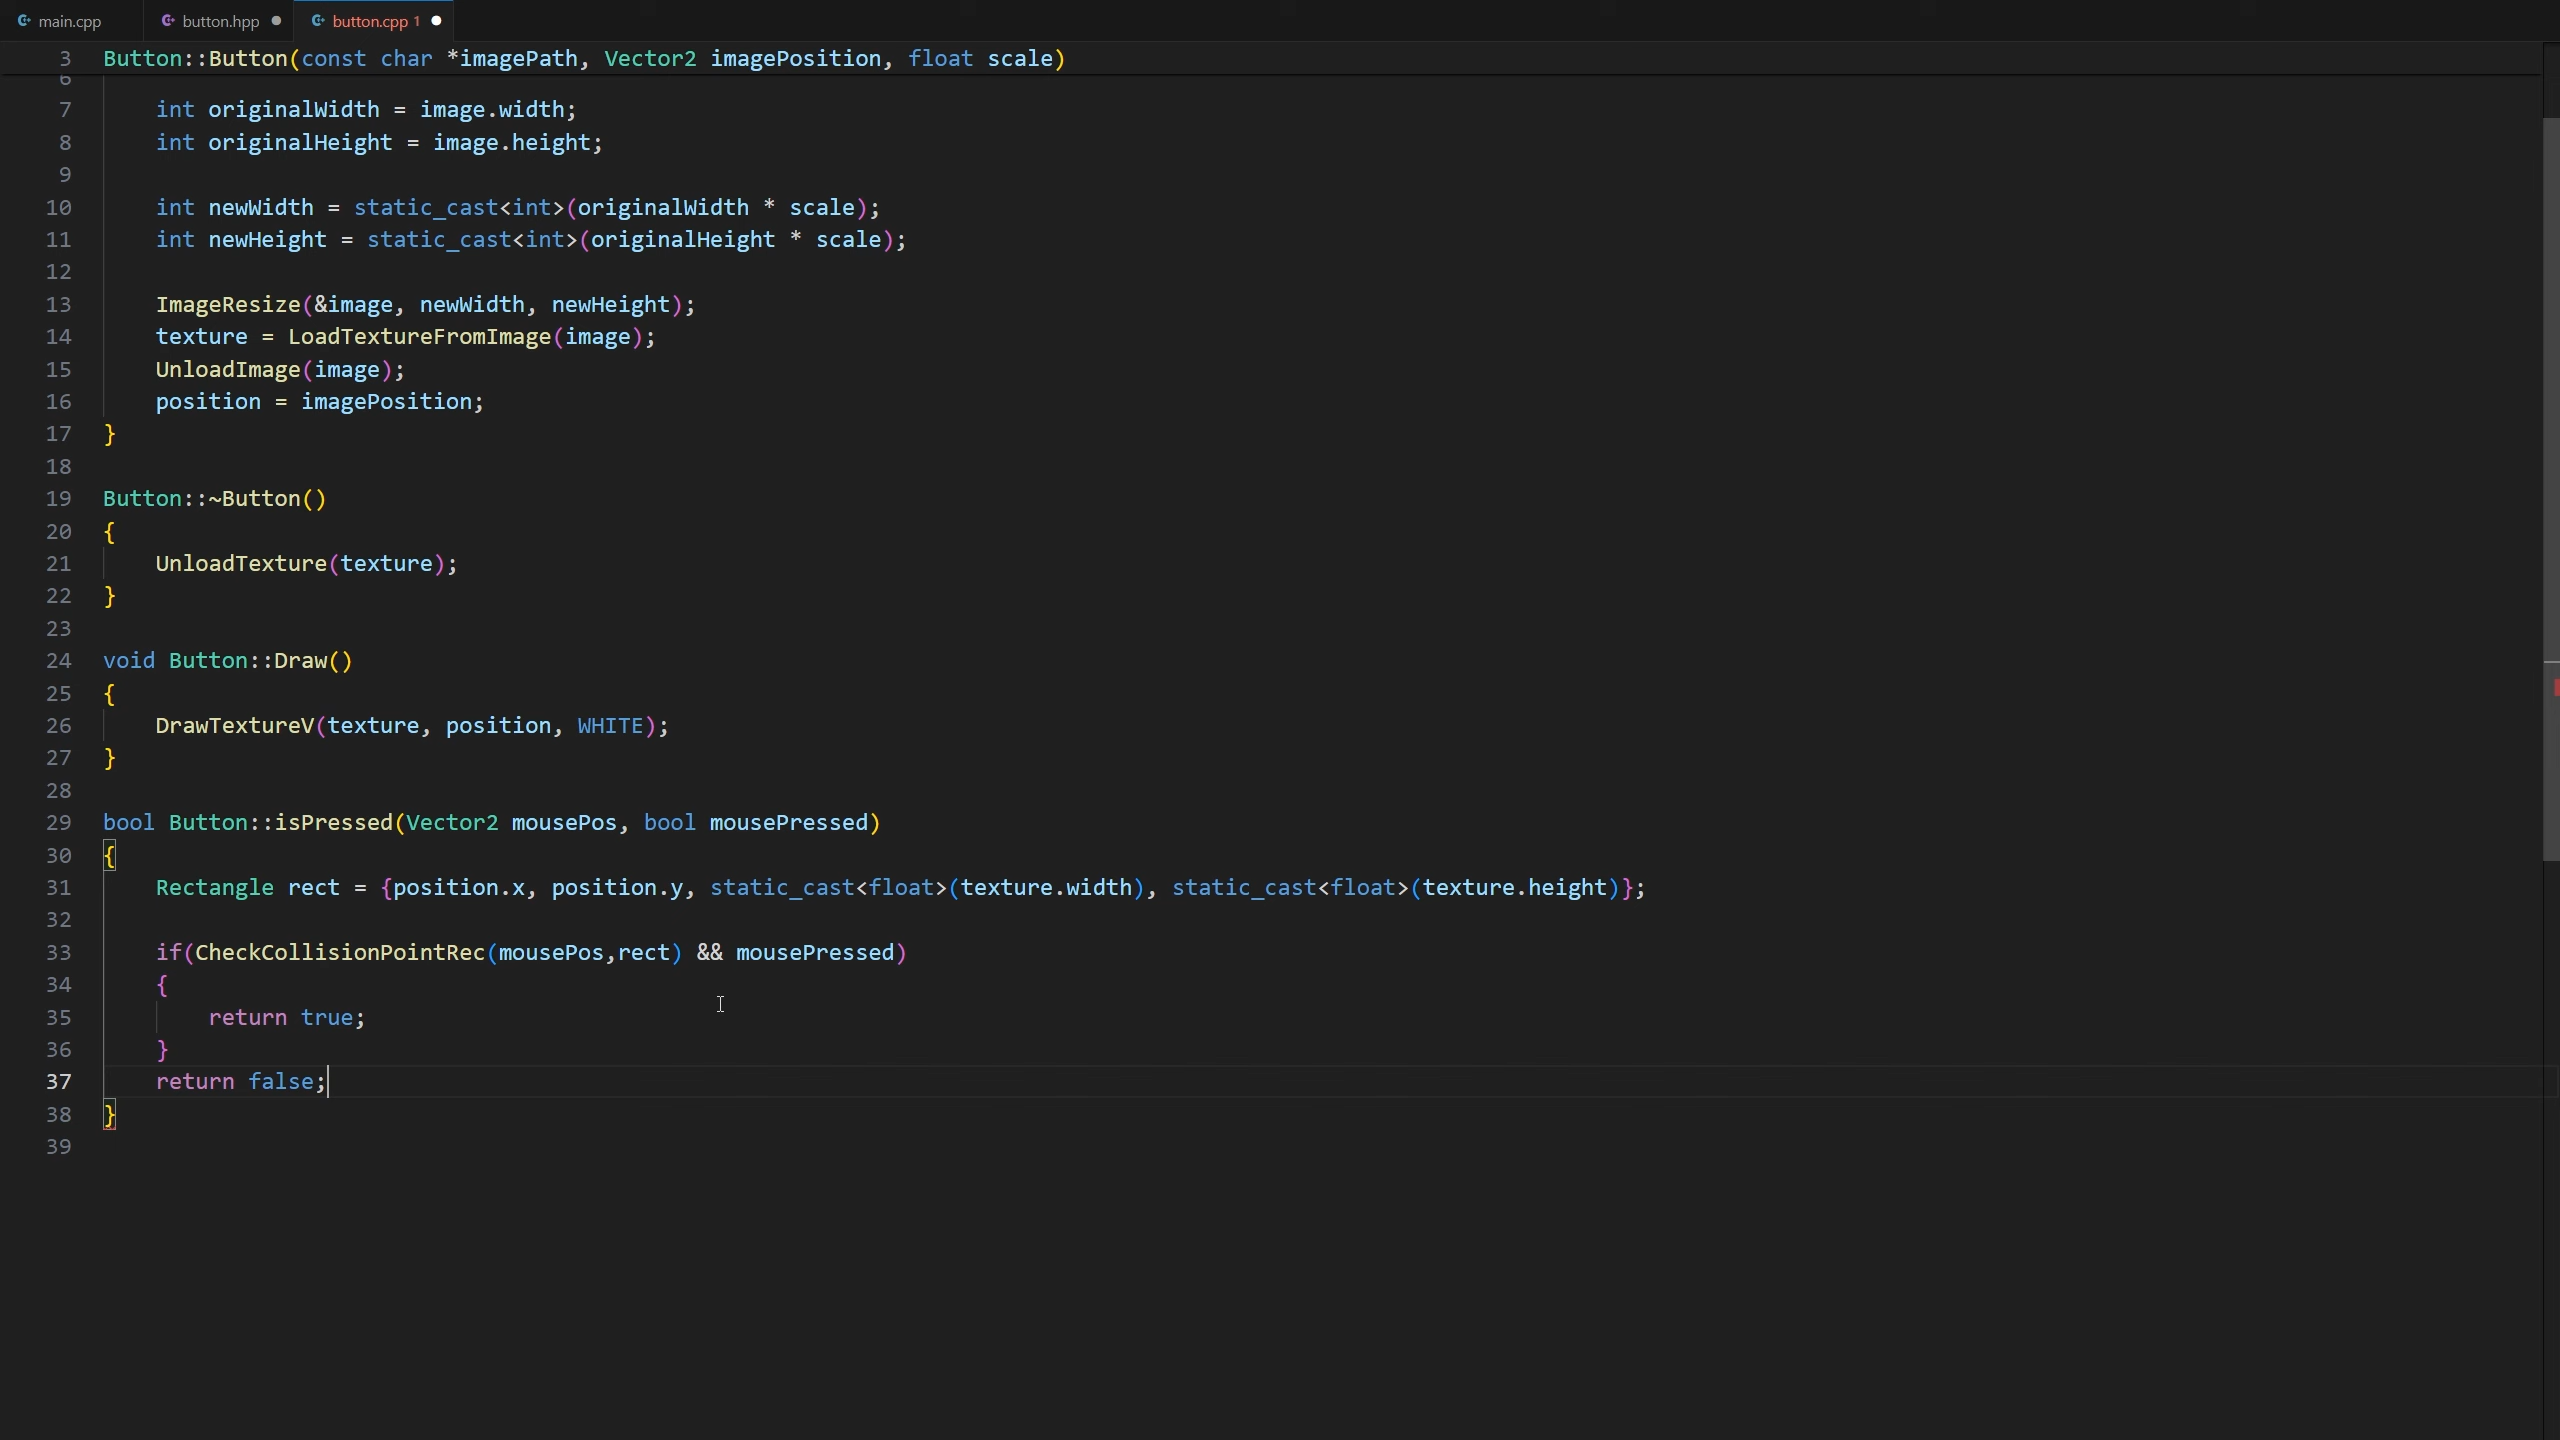 main.cpp
button.hpp
button.cpp 1
3 Button::Button(const char *imagePath, Vector2 imagePosition, float scale)
6
7 int originalWidth = image.width;
8 int originalHeight = image.height;
9
10 int newWidth = static_cast<int>(originalWidth * scale);
11 int newHeight = static_cast<int>(originalHeight * scale);
12
13 ImageResize(&image, newWidth, newHeight);
14 texture = LoadTextureFromImage(image);
15 UnloadImage(image);
16 position = imagePosition;
17 }
18
19 Button::~Button()
20 {
21 UnloadTexture(texture);
22 }
23
24 void Button::Draw()
25 {
26 DrawTextureV(texture, position, WHITE);
27 }
28
29 bool Button::isPressed(Vector2 mousePos, bool mousePressed)
30 {
31 Rectangle rect = {position.x, position.y, static_cast<float>(texture.width), static_cast<float>(texture.height)};
32
33 if(CheckCollisionPointRec(mousePos,rect) && mousePressed)
34 {
35 return true;
36 }
37 return false;
38 }
39